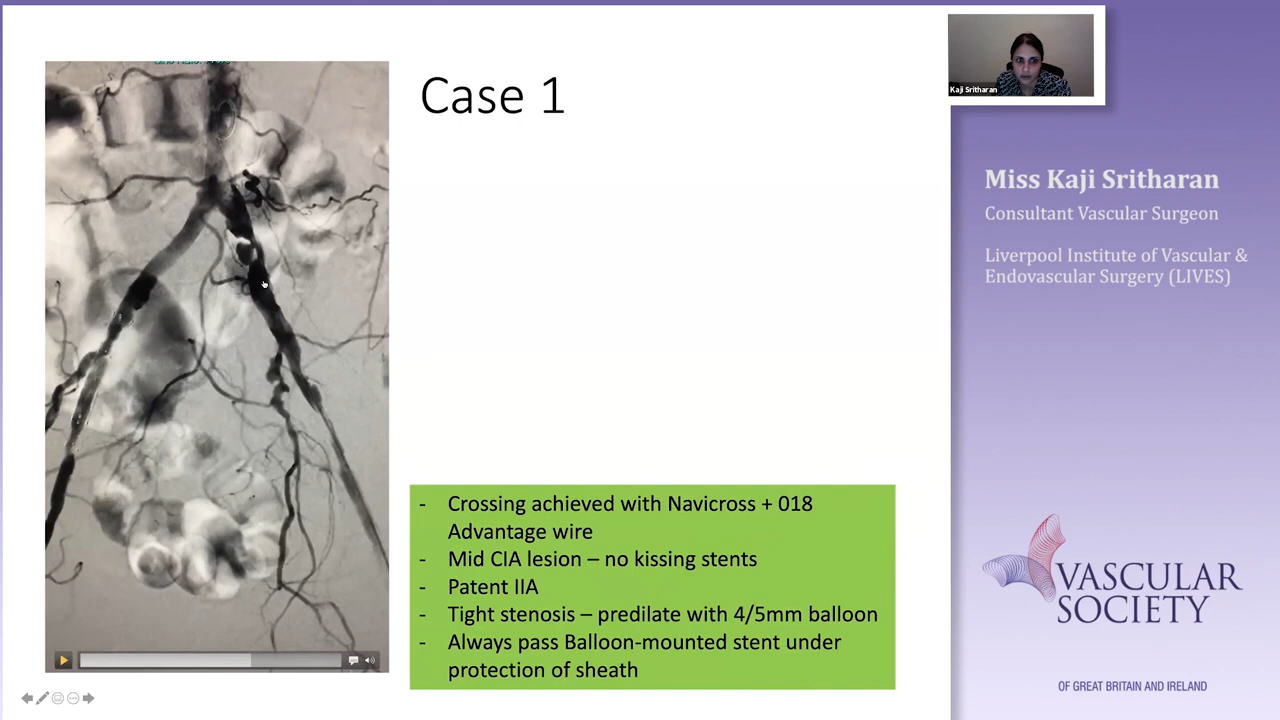 Case 1
- Crossing achieved with Navicross + 018
Advantage wire
- Mid CIA lesion – no kissing stents
- Patent IIA
- Tight stenosis – predilate with 4/5mm balloon
- Always pass Balloon-mounted stent under
protection of sheath
Kaji Sritharan
Miss Kaji Sritharan
Consultant Vascular Surgeon
Liverpool Institute of Vascular &
Endovascular Surgery (LIVES)
VASCULAR
SOCIETY
OF GREAT BRITAIN AND IRELAND